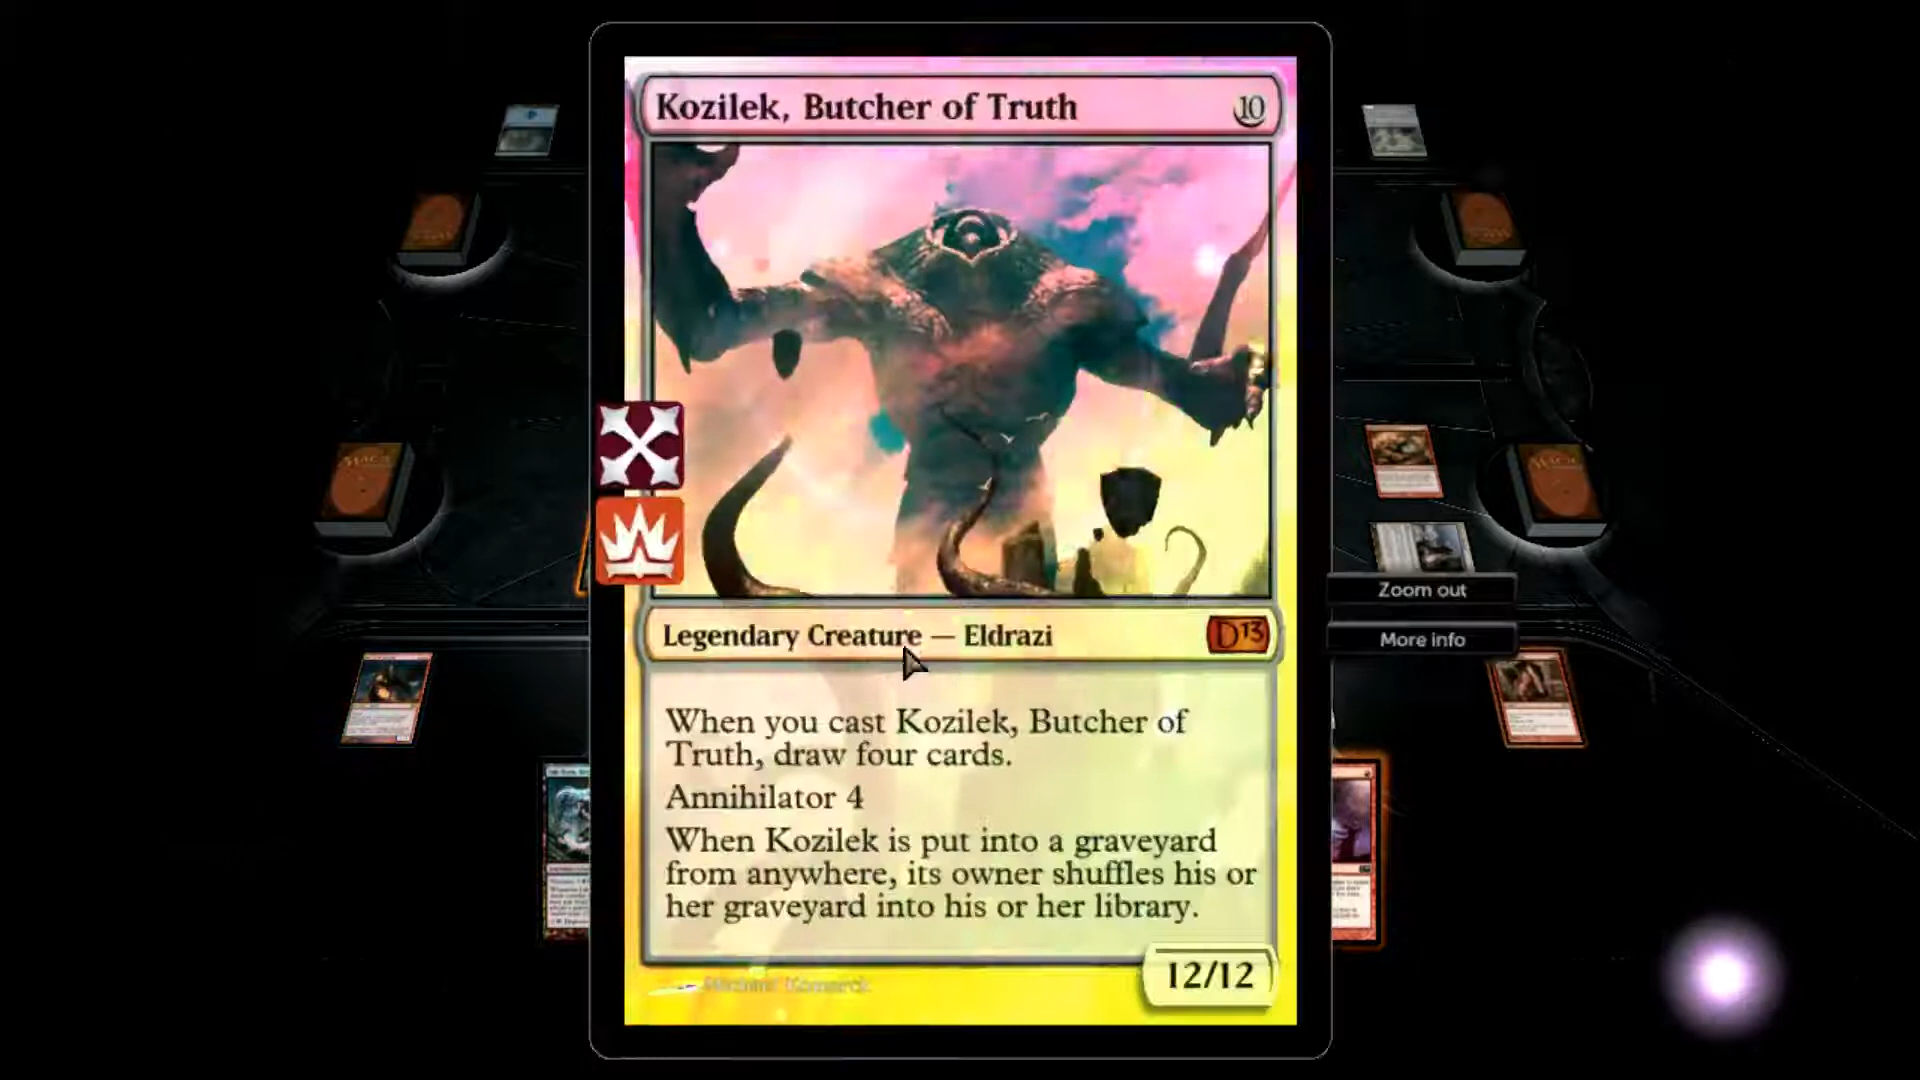 Kozilek, Butcher of Truth
10
Legendary Creature — Eldrazi
D13
When you cast Kozilek, Butcher of
Truth, draw four cards.
Annihilator 4
When Kozilek is put into a graveyard
from anywhere, its owner shuffles his or
her graveyard into his or her library.
12/12
Zoom out
More info